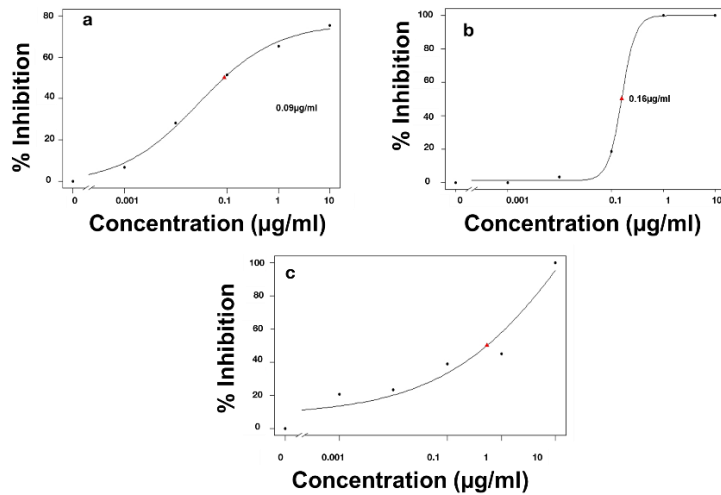 a
% Inhibition
80
60
40
20
0
0.09µg/ml
0 0.001 0.1 1 10
Concentration (µg/ml)
b
% Inhibition
100
80
60
40
20
0
0.16µg/ml
0 0.001 0.1 1 10
Concentration (µg/ml)
c
% Inhibition
100
80
60
40
20
0
0 0.001 0.1 1 10
Concentration (µg/ml)